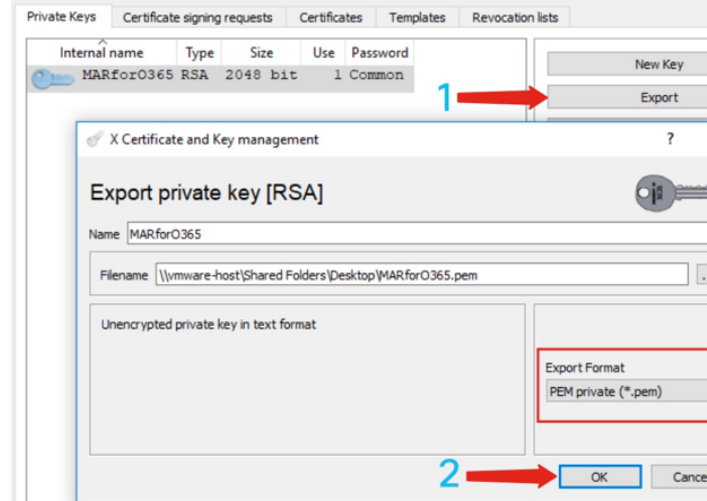 Private Keys Certificate signing requests Certificates Templates Revocation lists
Internal name Type Size Use Password
MARforO365 RSA 2048 bit 1 Common
New Key
1
Export
X Certificate and Key management ?
Export private key [RSA]
Name MARforO365
Filename \\vmware-host\Shared Folders\Desktop\MARforO365.pem
Unencrypted private key in text format
Export Format
PEM private (*.pem)
2
OK Cance